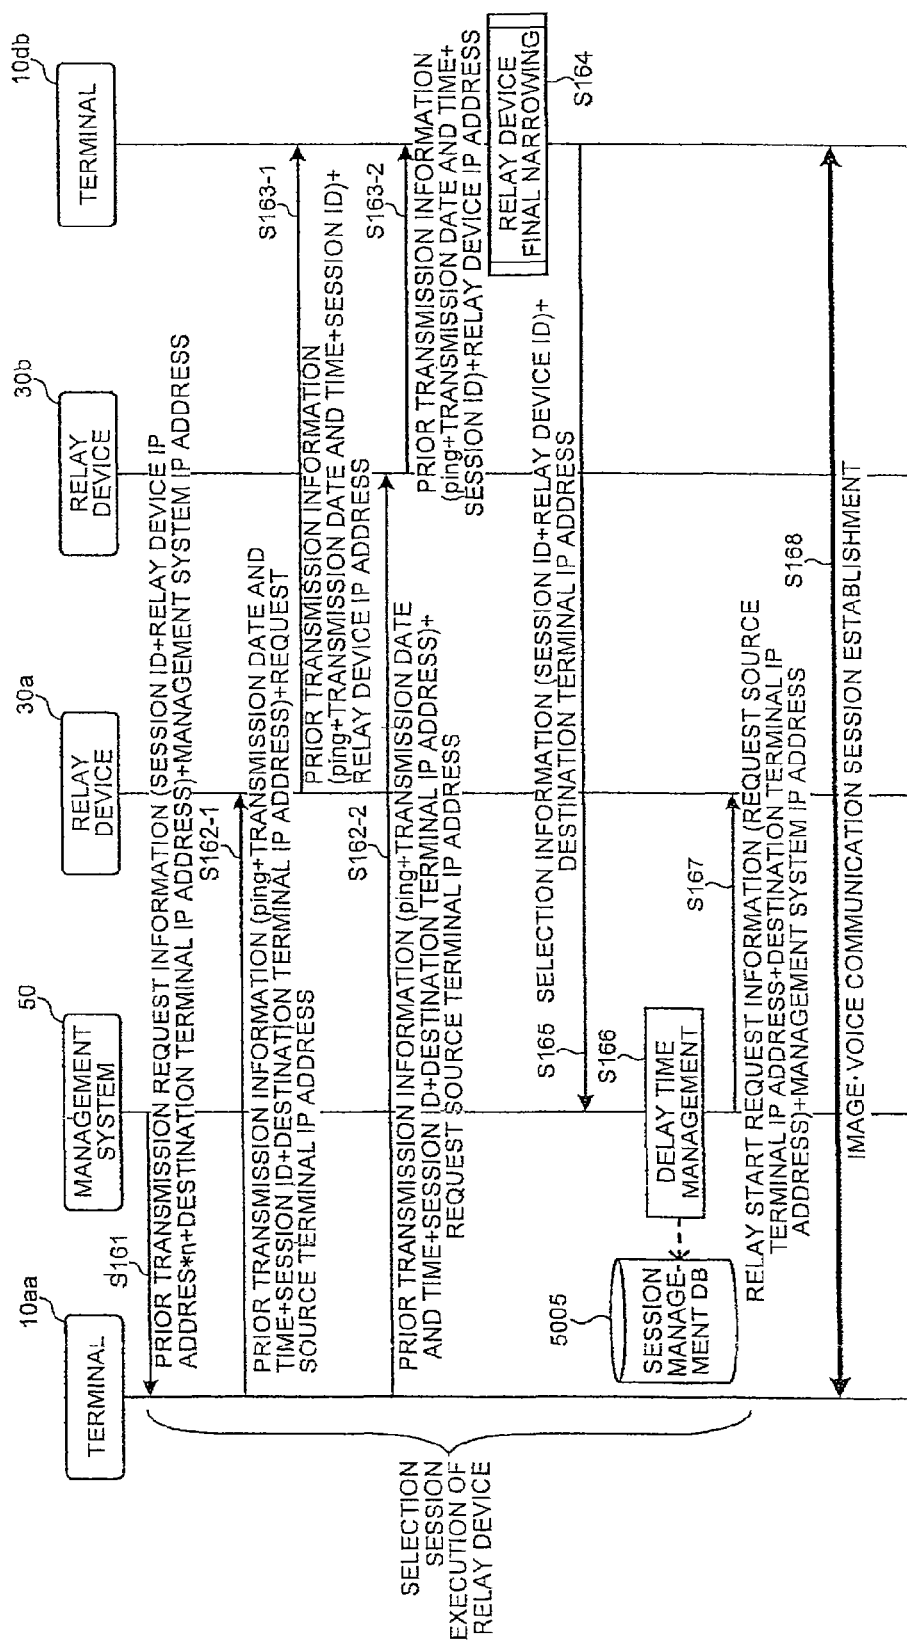 10aa
TERMINAL
50
MANAGEMENT
SYSTEM
30a
RELAY
DEVICE
30b
RELAY
DEVICE
10db
TERMINAL
SELECTION
SESSION
EXECUTION OF
RELAY DEVICE
S161
PRIOR TRANSMISSION REQUEST INFORMATION (SESSION ID+RELAY DEVICE IP
ADDRES*n+DESTINATION TERMINAL IP ADDRESS)+MANAGEMENT SYSTEM IP ADDRESS
S162-1
PRIOR TRANSMISSION INFORMATION (ping+TRANSMISSION DATE AND
TIME+SESSION ID+DESTINATION TERMINAL IP ADDRESS)+REQUEST
SOURCE TERMINAL IP ADDRESS
S163-1
PRIOR TRANSMISSION INFORMATION
(ping+TRANSMISSION DATE AND TIME+SESSION ID)+
RELAY DEVICE IP ADDRESS
S162-2
PRIOR TRANSMISSION INFORMATION (ping+TRANSMISSION DATE
AND TIME+SESSION ID+DESTINATION TERMINAL IP ADDRESS)+
REQUEST SOURCE TERMINAL IP ADDRESS
S163-2
PRIOR TRANSMISSION INFORMATION
(ping+TRANSMISSION DATE AND TIME+
SESSION ID)+RELAY DEVICE IP ADDRESS
RELAY DEVICE
FINAL NARROWING
S164
S165
SELECTION INFORMATION (SESSION ID+RELAY DEVICE ID)+
DESTINATION TERMINAL IP ADDRESS
S166
DELAY TIME
MANAGEMENT
5005
SESSION
MANAGE-
MENT DB
S167
RELAY START REQUEST INFORMATION (REQUEST SOURCE
TERMINAL IP ADDRESS+DESTINATION TERMINAL IP
ADDRESS)+MANAGEMENT SYSTEM IP ADDRESS
S168
IMAGE·VOICE COMMUNICATION SESSION ESTABLISHMENT